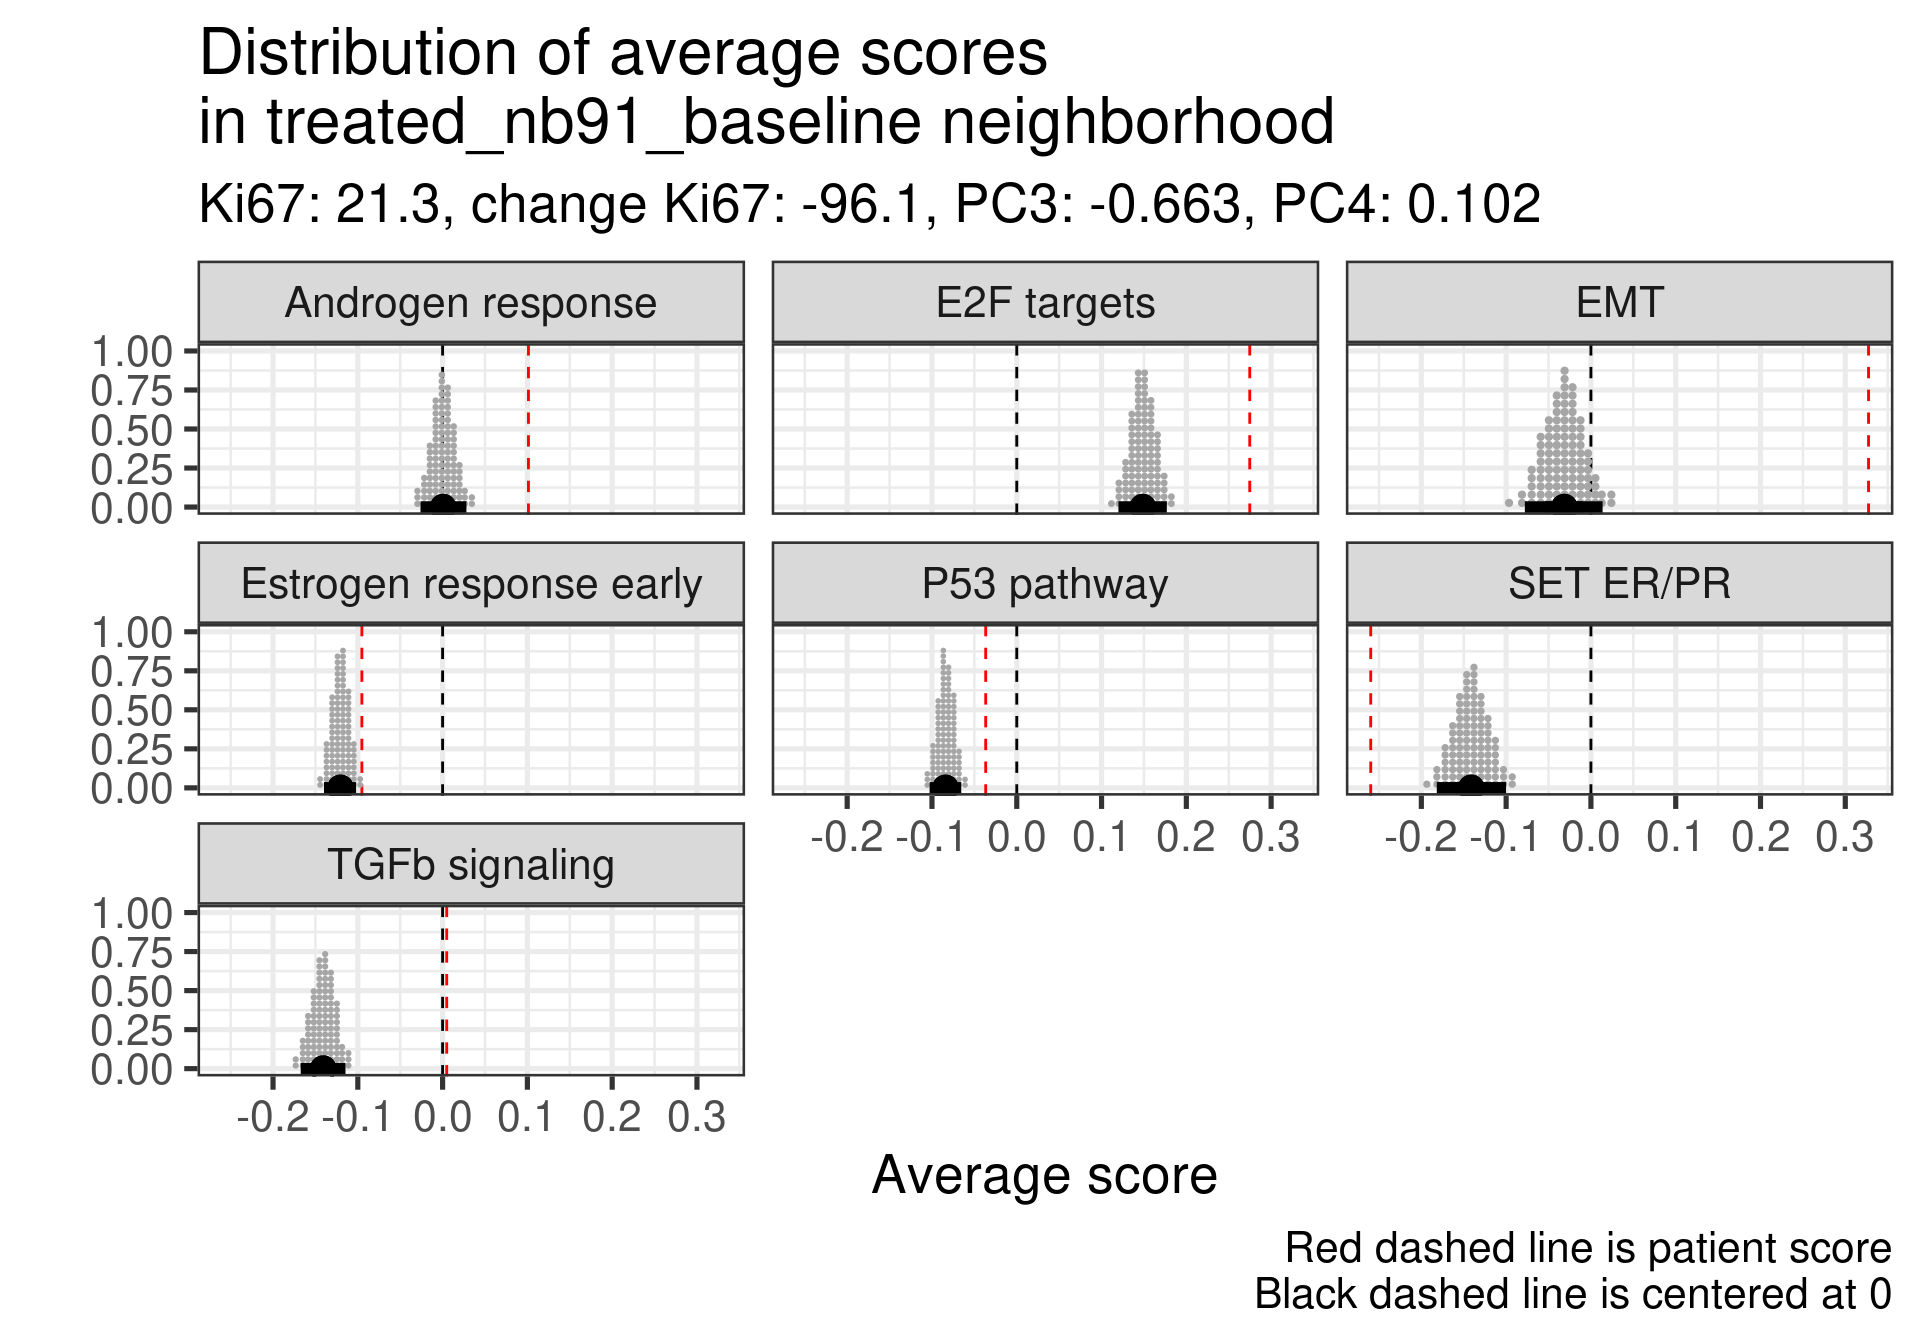 Distribution of average scores
in treated_nb91_baseline neighborhood
Ki67: 21.3, change Ki67: -96.1, PC3: -0.663, PC4: 0.102
Androgen response
E2F targets
EMT
1.00
0.75
0.50
0.25
0.00
Estrogen response early
P53 pathway
SET ER/PR
1.00
0.75
0.50
0.25
0.00
-0.2 -0.1 0.0 0.1 0.2 0.3
-0.2 -0.1 0.0 0.1 0.2 0.3
TGFb signaling
1.00
0.75
0.50
0.25
0.00
-0.2 -0.1 0.0 0.1 0.2 0.3
Average score
Red dashed line is patient score
Black dashed line is centered at 0